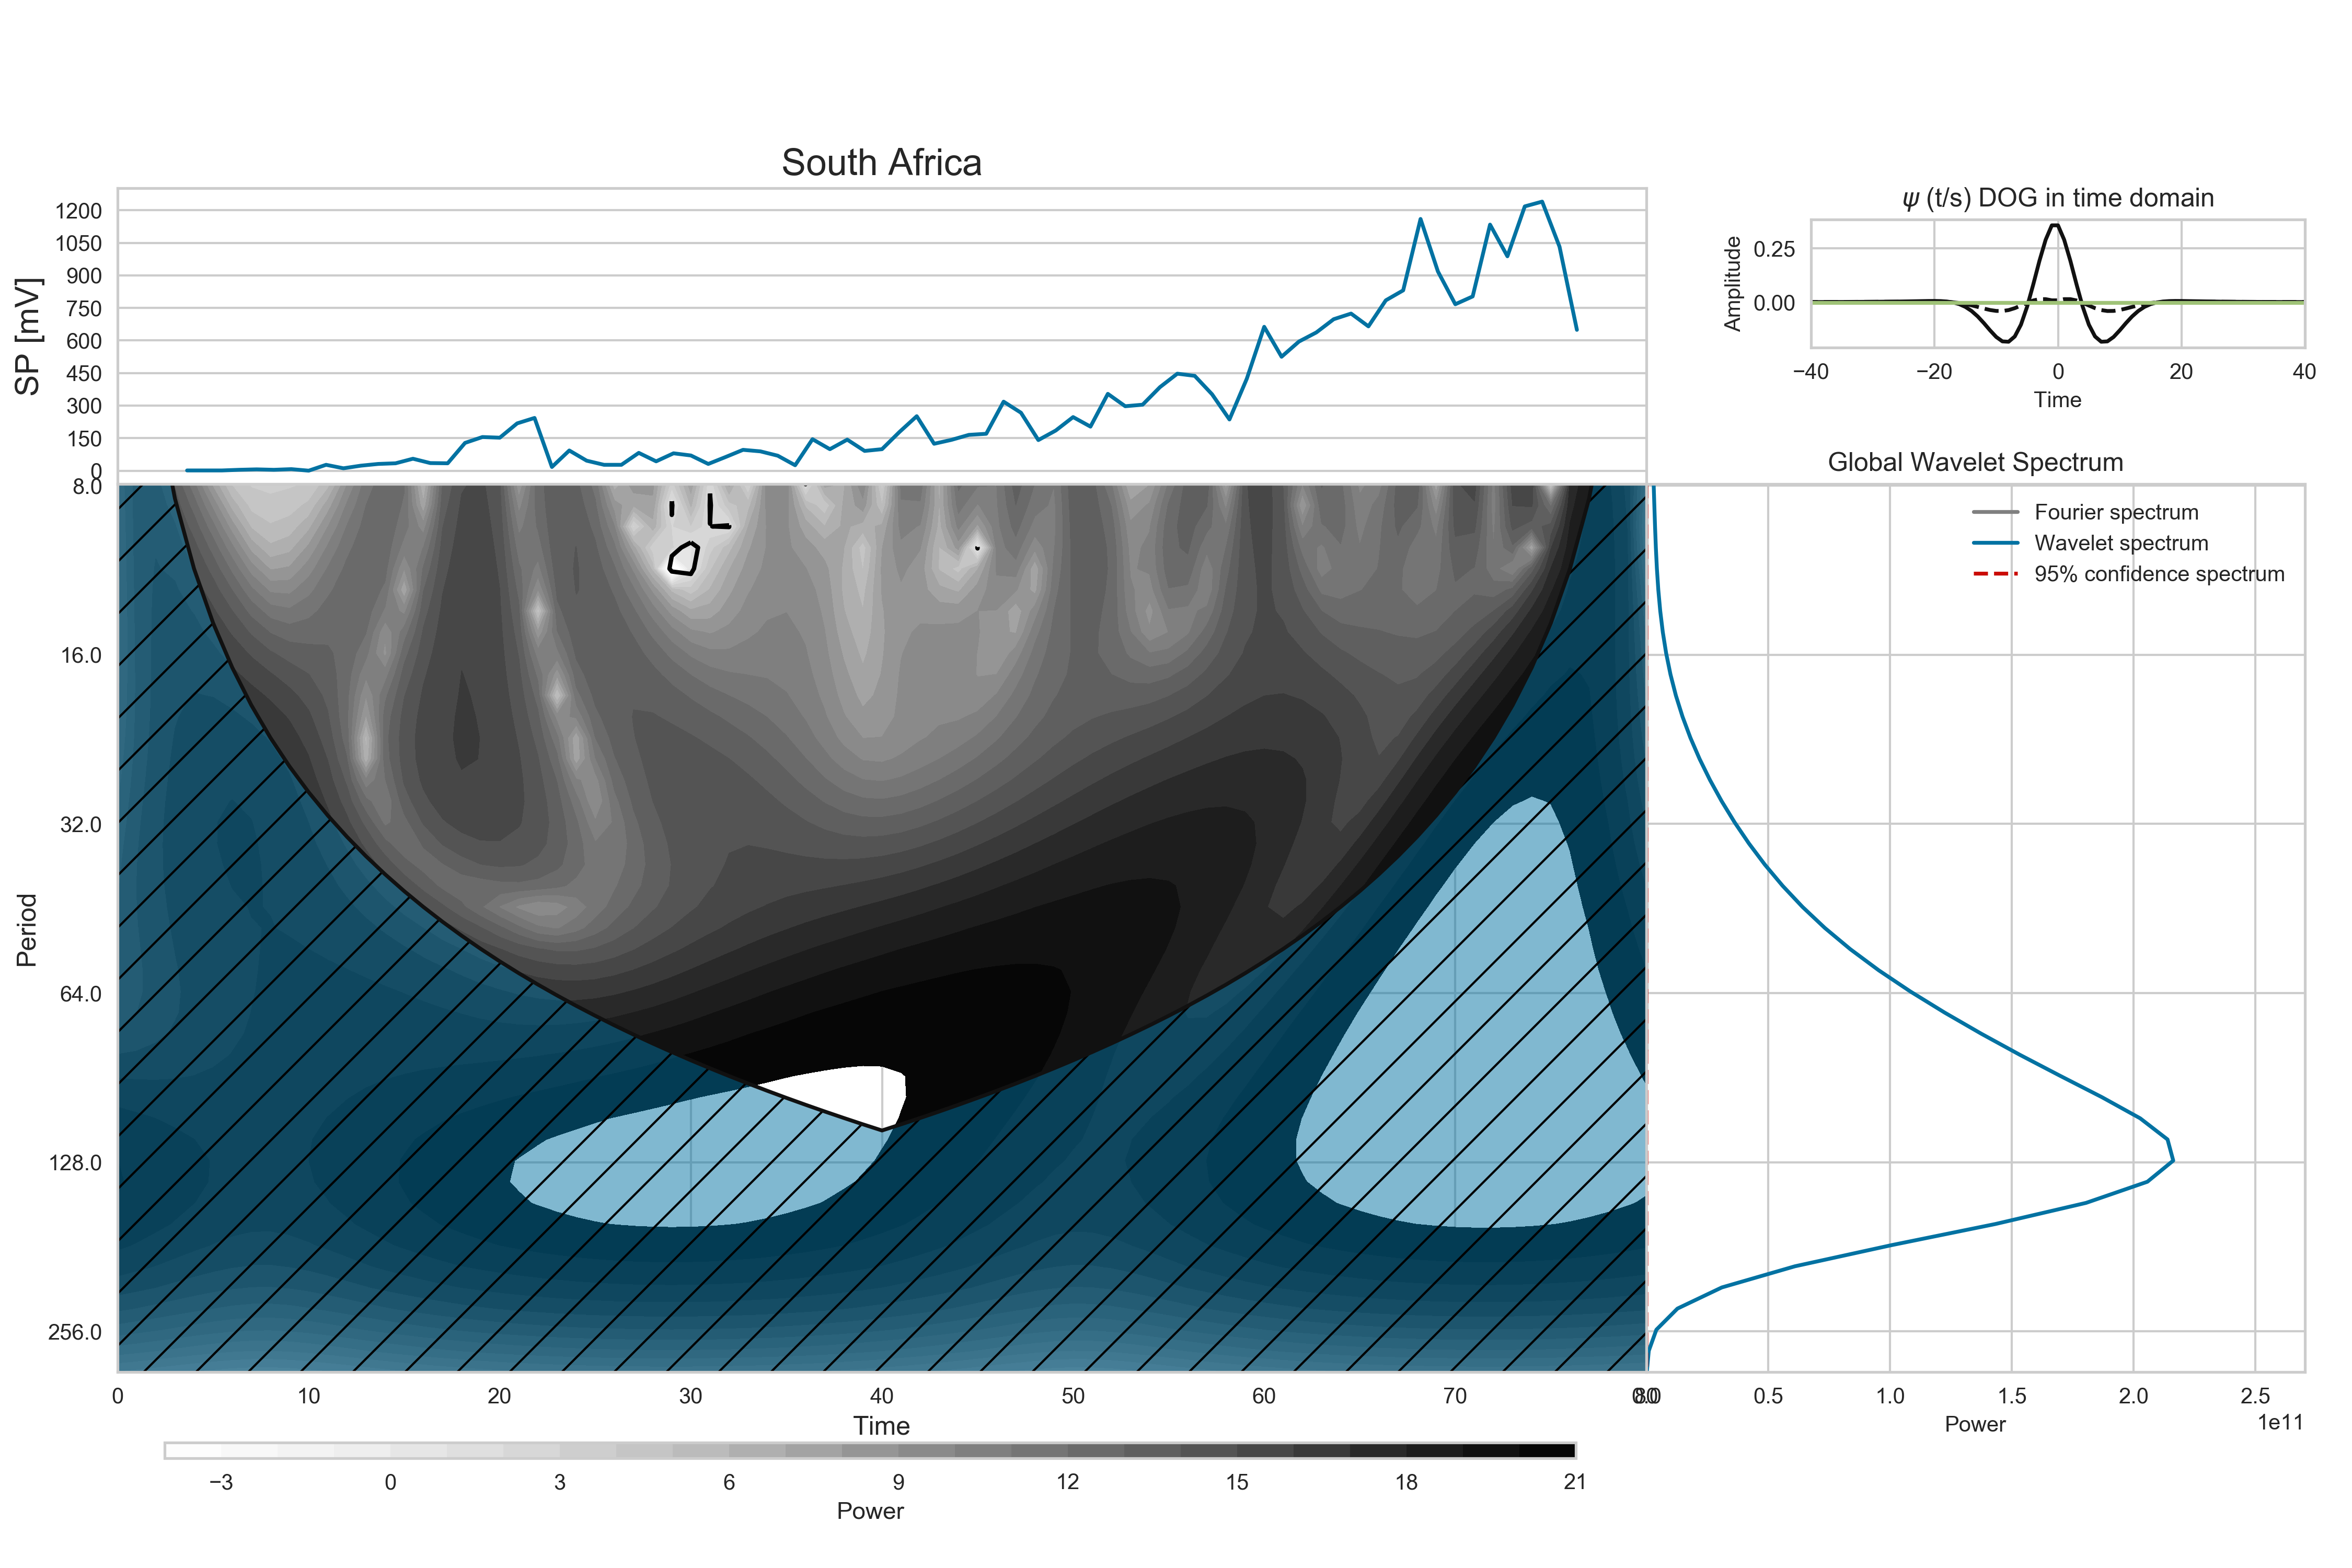 South Africa
SP [mV]
1200
1050
900
750
600
450
300
150
0
ψ (t/s) DOG in time domain
Amplitude
0.25
0.00
−40 −20 0 20 40
Time
Global Wavelet Spectrum
Fourier spectrum
Wavelet spectrum
95% confidence spectrum
Period
8.0
16.0
32.0
64.0
128.0
256.0
0 10 20 30 40 50 60 70 80
Time
0.0 0.5 1.0 1.5 2.0 2.5
Power
1e11
−3 0 3 6 9 12 15 18 21
Power